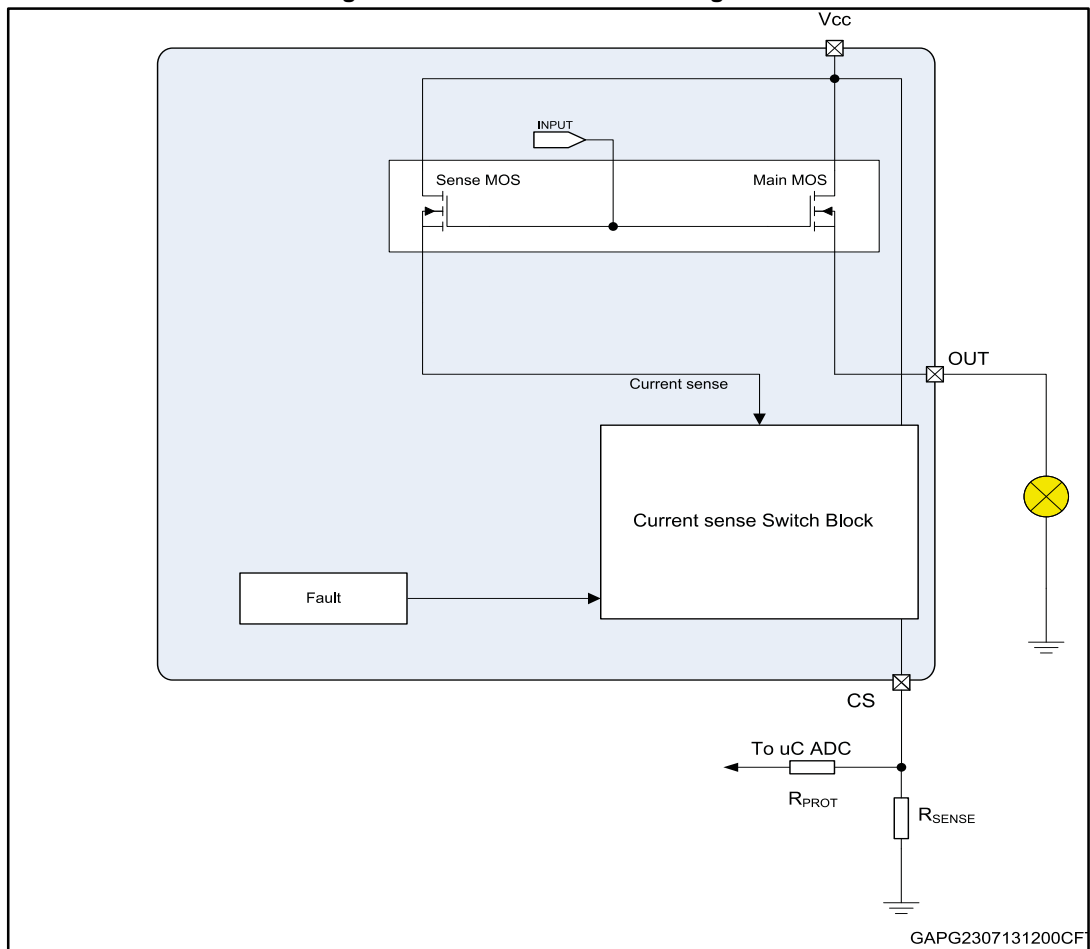 Vcc
INPUT
Sense MOS
Main MOS
OUT
Current sense
Current sense Switch Block
Fault
CS
To uC ADC
RPROT
RSENSE